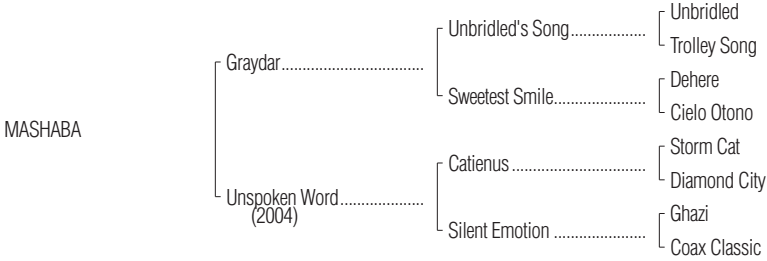 Unbridled
Unbridled's Song..................
Trolley Song
Graydar..................................
Dehere
Sweetest Smile......................
Cielo Otono
MASHABA
Storm Cat
Catienus ................................
Diamond City
Unspoken Word....................
(2004)
Ghazi
Silent Emotion ......................
Coax Classic